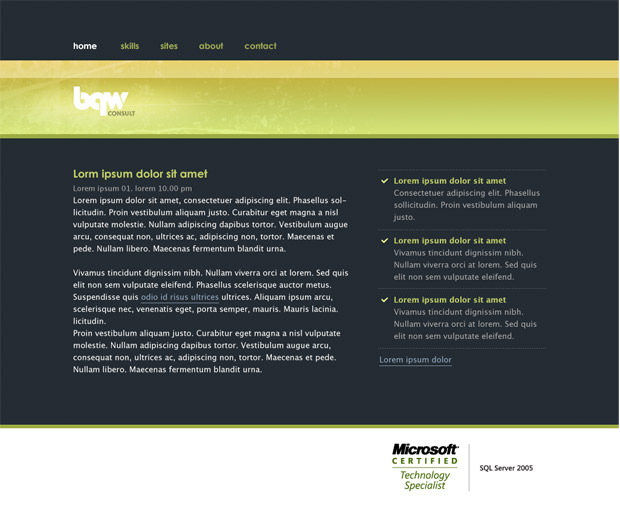 home skills sites about contact
bqw
CONSULT
Lorm ipsum dolor sit amet
Lorem ipsum 01. lorem 10.00 pm
Lorem ipsum dolor sit amet, consectetuer adipiscing elit. Phasellus sol-
licitudin. Proin vestibulum aliquam justo. Curabitur eget magna a nisl
vulputate molestie. Nullam adipiscing dapibus tortor. Vestibulum augue
arcu, consequat non, ultrices ac, adipiscing non, tortor. Maecenas et
pede. Nullam libero. Maecenas fermentum blandit urna.
Vivamus tincidunt dignissim nibh. Nullam viverra orci at lorem. Sed quis
elit non sem vulputate eleifend. Phasellus scelerisque auctor metus.
Suspendisse quis odio id risus ultrices ultrices. Aliquam ipsum arcu,
scelerisque nec, venenatis eget, porta semper, mauris. Mauris lacinia.
licitudin.
Proin vestibulum aliquam justo. Curabitur eget magna a nisl vulputate
molestie. Nullam adipiscing dapibus tortor. Vestibulum augue arcu,
consequat non, ultrices ac, adipiscing non, tortor. Maecenas et pede.
Nullam libero. Maecenas fermentum blandit urna.
Lorem ipsum dolor sit amet
Consectetuer adipiscing elit. Phasellus
sollicitudin. Proin vestibulum aliquam
justo.
Lorem ipsum dolor sit amet
Vivamus tincidunt dignissim nibh.
Nullam viverra orci at lorem. Sed quis
elit non sem vulputate eleifend.
Lorem ipsum dolor sit amet
Vivamus tincidunt dignissim nibh.
Nullam viverra orci at lorem. Sed quis
elit non sem vulputate eleifend.
Lorem ipsum dolor
Microsoft
CERTIFIED
Technology
Specialist
SQL Server 2005